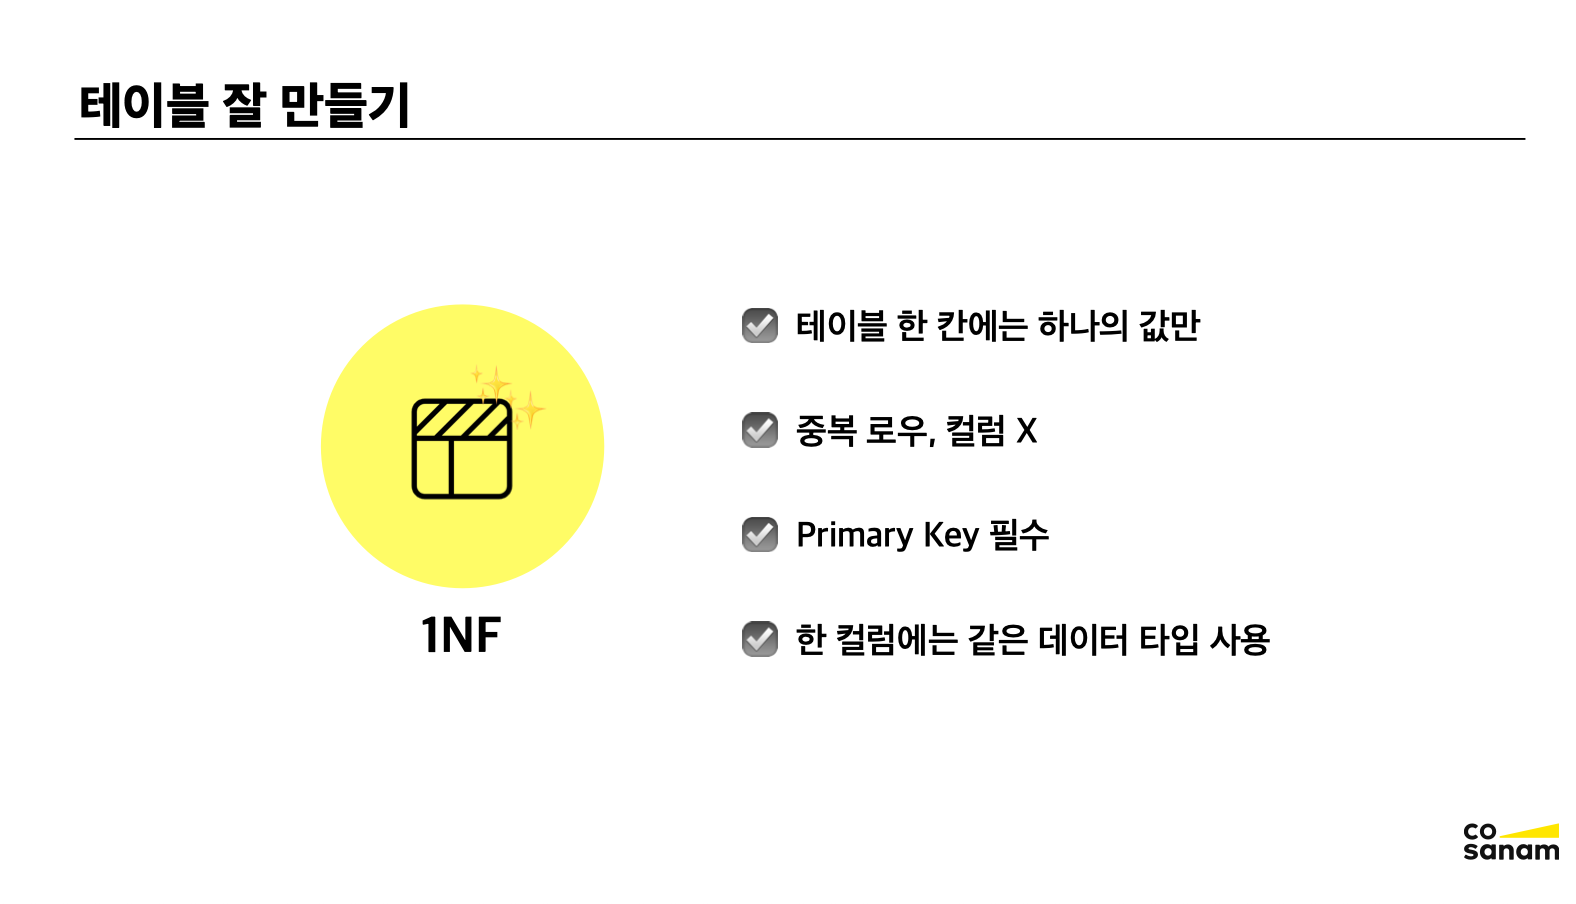 테이블 잘 만들기
테이블 한 칸에는 하나의 값만
중복 로우, 컬럼 X
Primary Key 필수
한 컬럼에는 같은 데이터 타입 사용
1NF
co
sanam